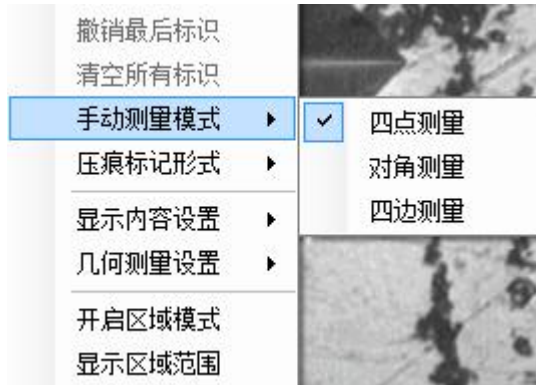 撤销最后标识
清空所有标识
手动测量模式
四点测量
对角测量
四边测量
压痕标记形式
显示内容设置
几何测量设置
开启区域模式
显示区域范围